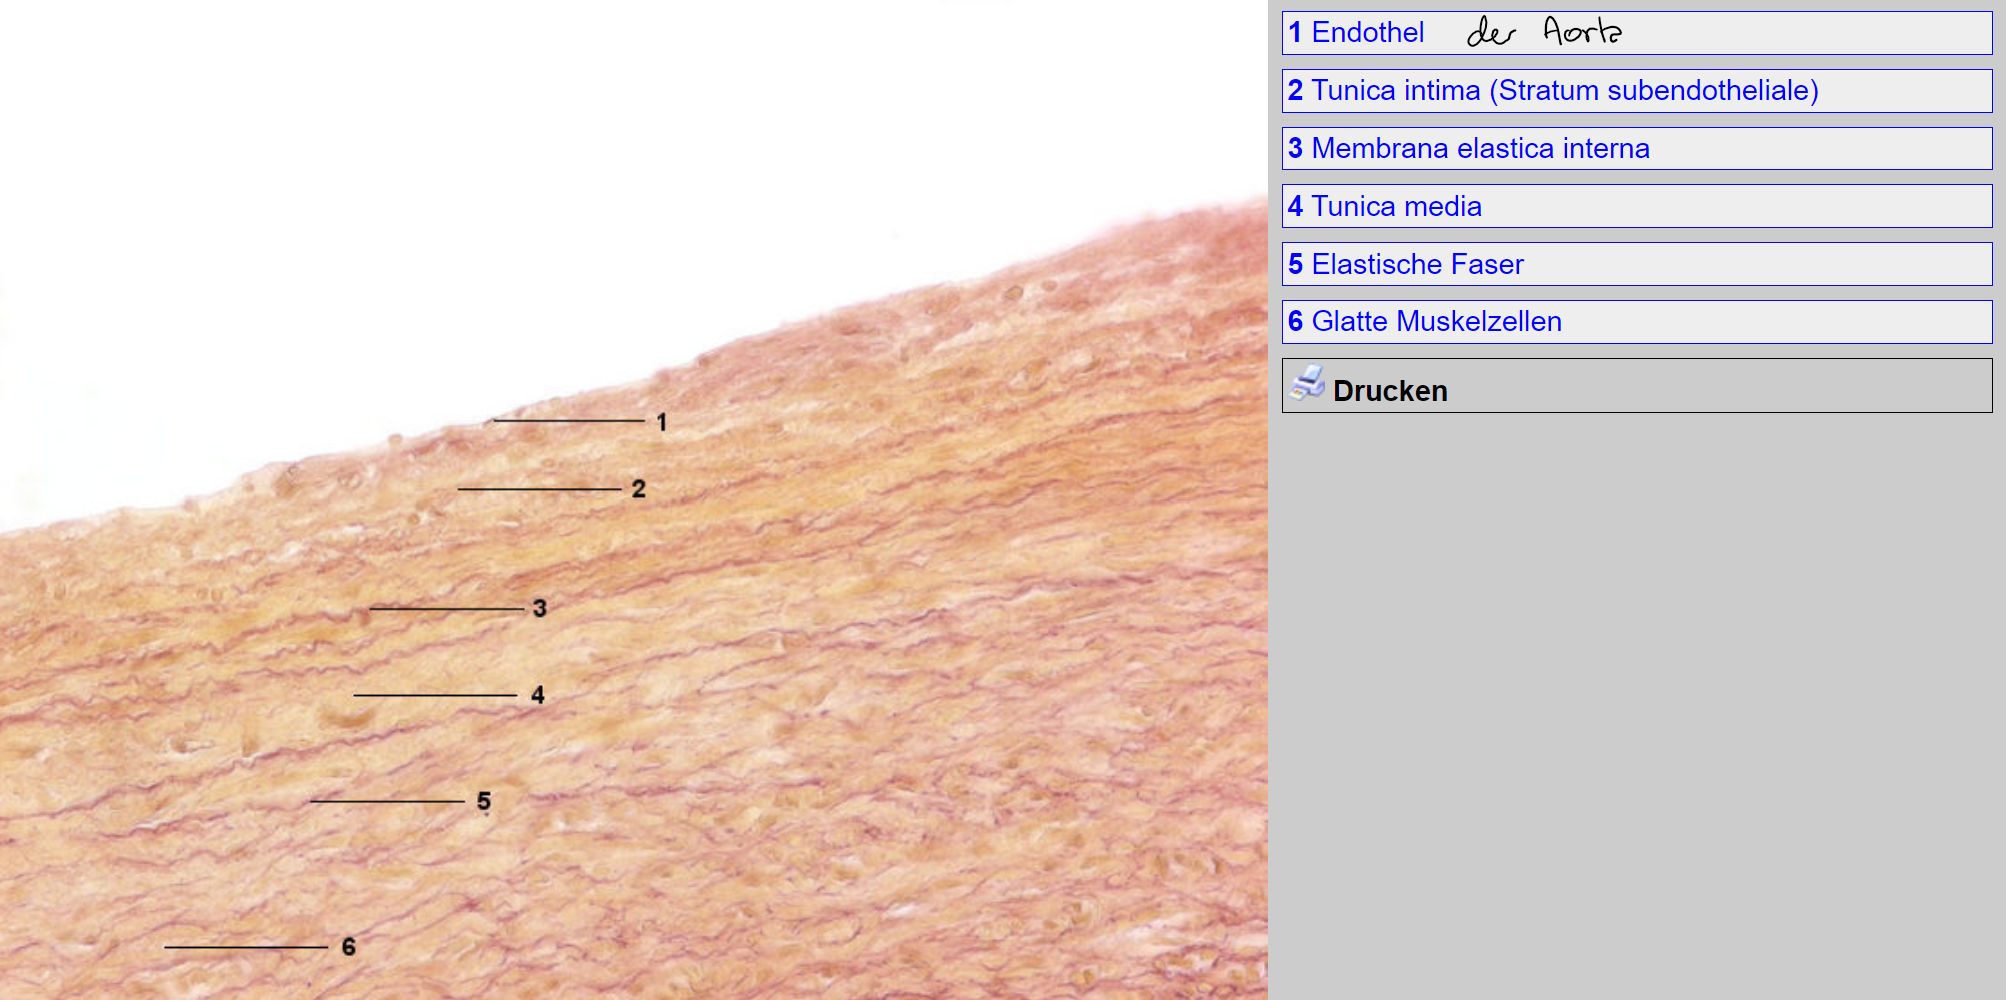 1 Endothel der Aorta
2 Tunica intima (Stratum subendotheliale)
3 Membrana elastica interna
4 Tunica media
5 Elastische Faser
6 Glatte Muskelzellen
Drucken
1
2
3
4
5
6